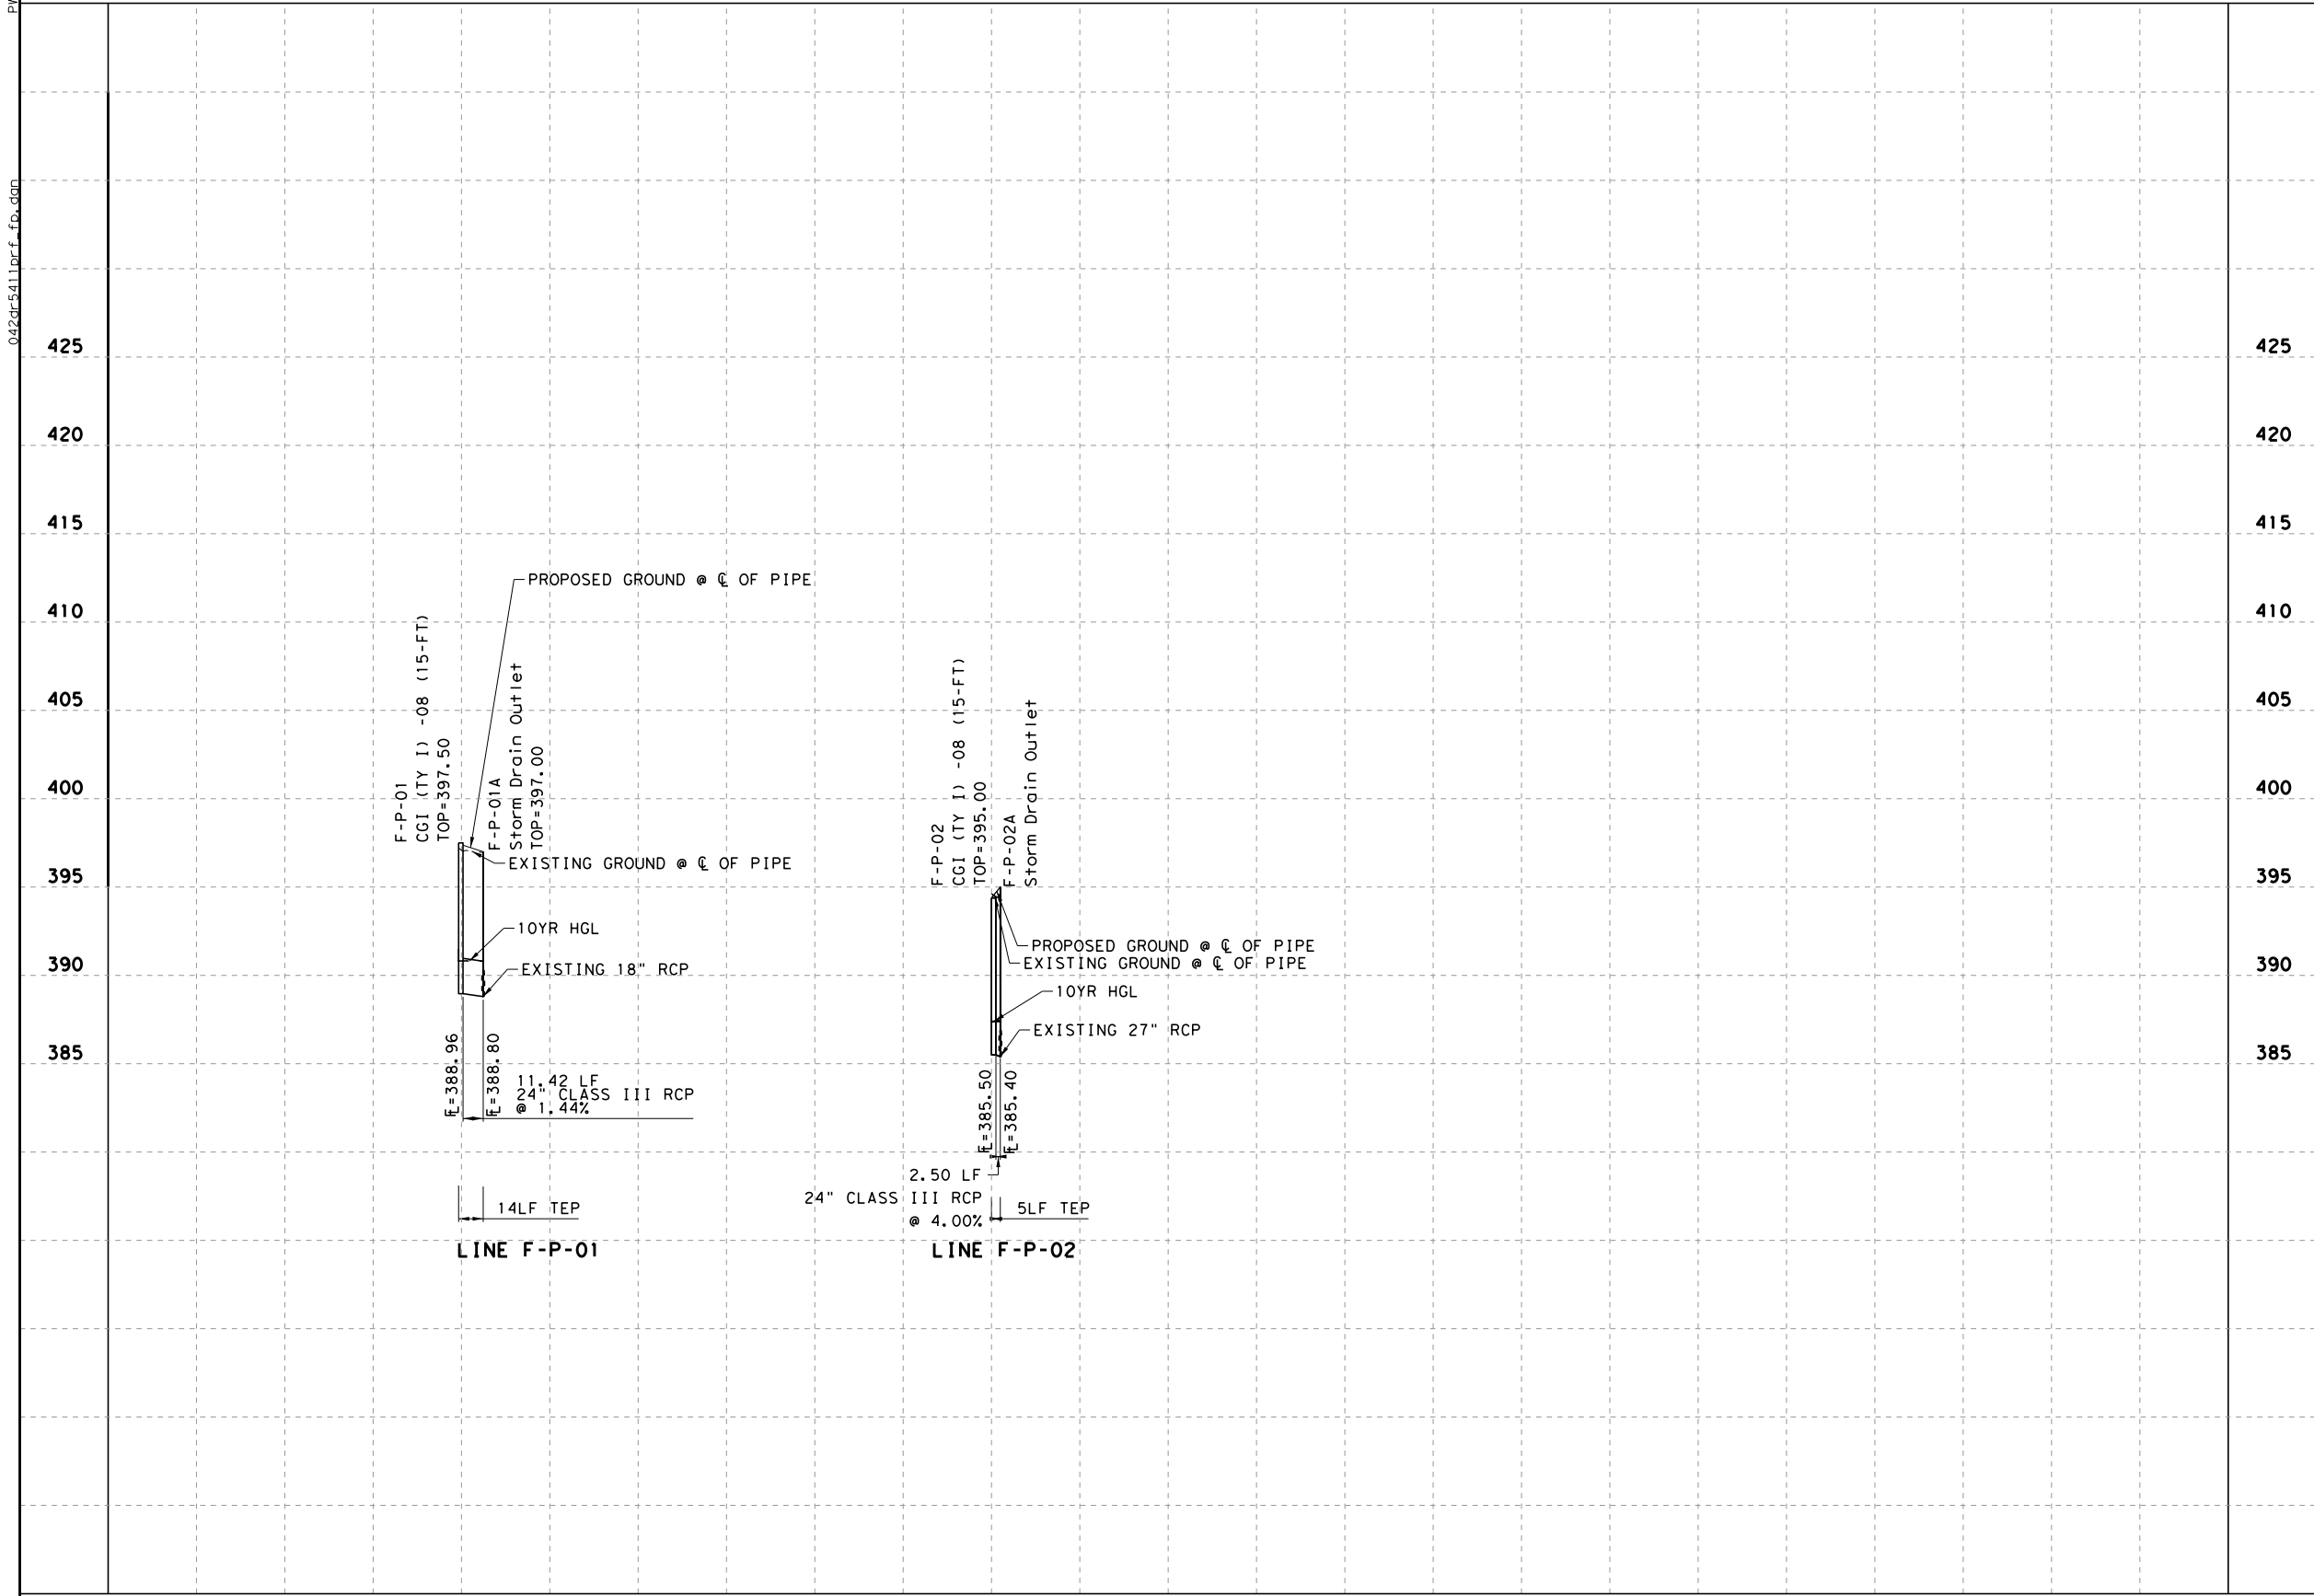 PW
042dr5411prf_fp.dgn
425
425
420
420
415
415
410
410
405
405
400
400
395
395
390
390
385
385
PROPOSED GROUND @ ℄ OF PIPE
F-P-01
CGI (TY I) -08 (15-FT)
TOP=397.50
F-P-01A
Storm Drain Outlet
TOP=397.00
EXISTING GROUND @ ℄ OF PIPE
10YR HGL
EXISTING 18" RCP
FL=388.96
FL=388.80
11.42 LF
24" CLASS III RCP
@ 1.44%
14LF TEP
LINE F-P-01
F-P-02
CGI (TY I) -08 (15-FT)
TOP=395.00
F-P-02A
Storm Drain Outlet
PROPOSED GROUND @ ℄ OF PIPE
EXISTING GROUND @ ℄ OF PIPE
10YR HGL
EXISTING 27" RCP
FL=385.50
FL=385.40
2.50 LF
24" CLASS III RCP
@ 4.00%
5LF TEP
LINE F-P-02